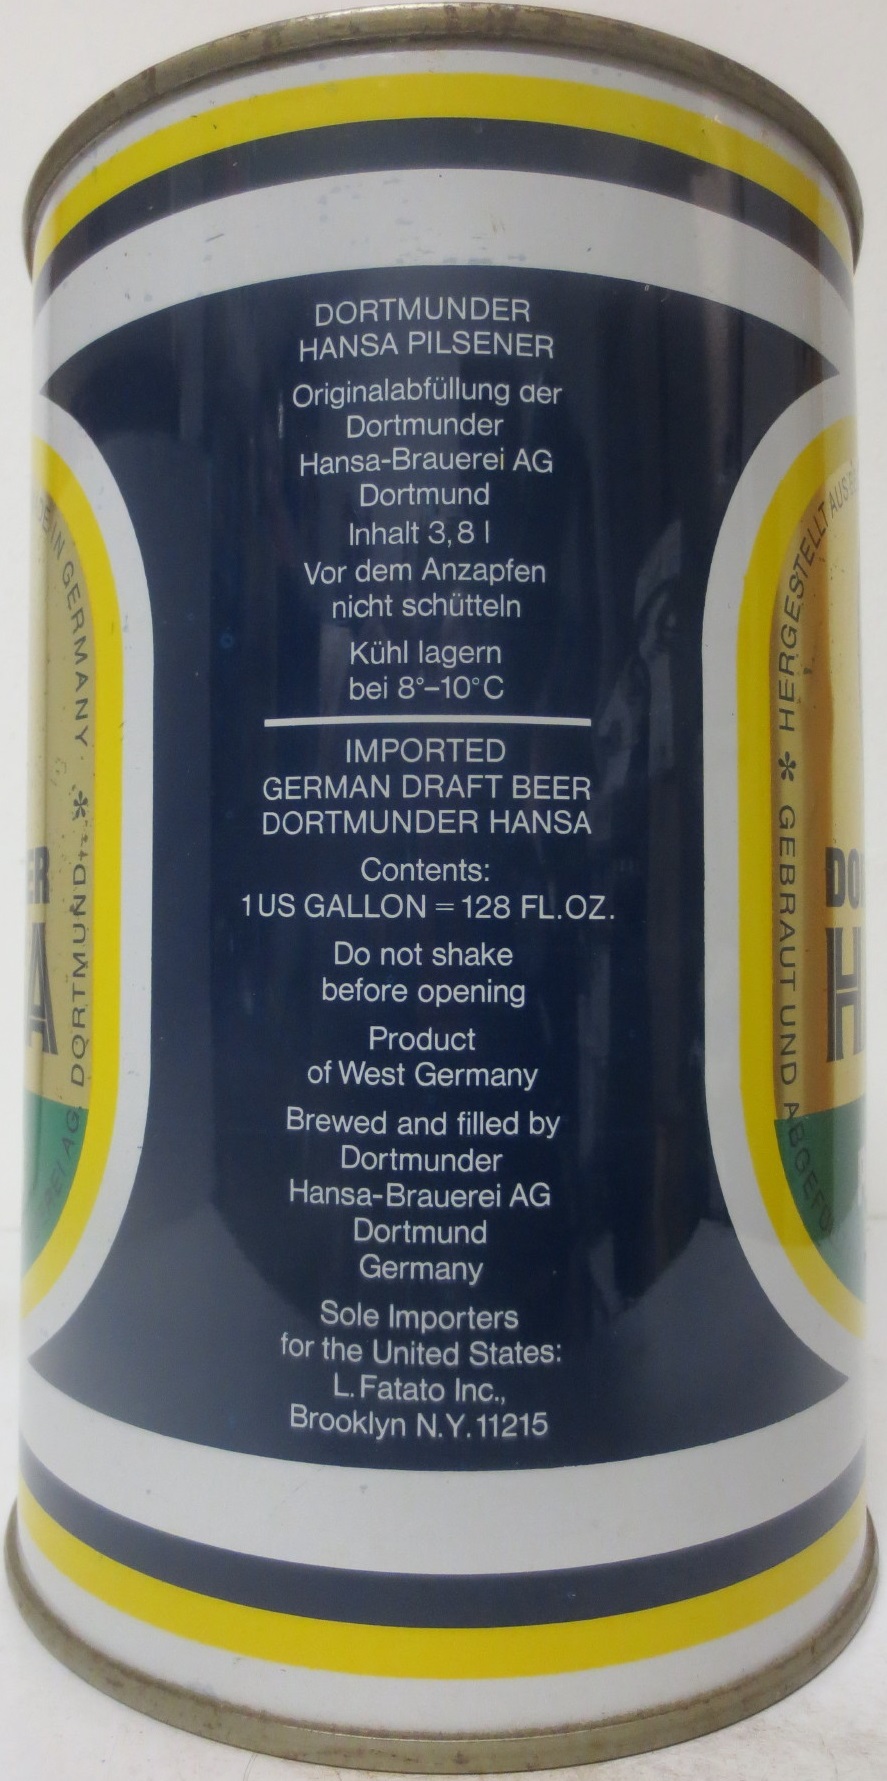 DORTMUNDER
HANSA PILSENER
Originalabfüllung der
Dortmunder
Hansa-Brauerei AG
Dortmund
Inhalt 3,8 l
Vor dem Anzapfen
nicht schütteln
Kühl lagern
bei 8°–10°C
IMPORTED
GERMAN DRAFT BEER
DORTMUNDER HANSA
Contents:
1 US GALLON = 128 FL.OZ.
Do not shake
before opening
Product
of West Germany
Brewed and filled by
Dortmunder
Hansa-Brauerei AG
Dortmund
Germany
Sole Importers
for the United States:
L. Fatato Inc.,
Brooklyn N.Y. 11215
GERMANY *
AG DORTMUND
HERGESTELLT AUS
* GEBRAUT UND